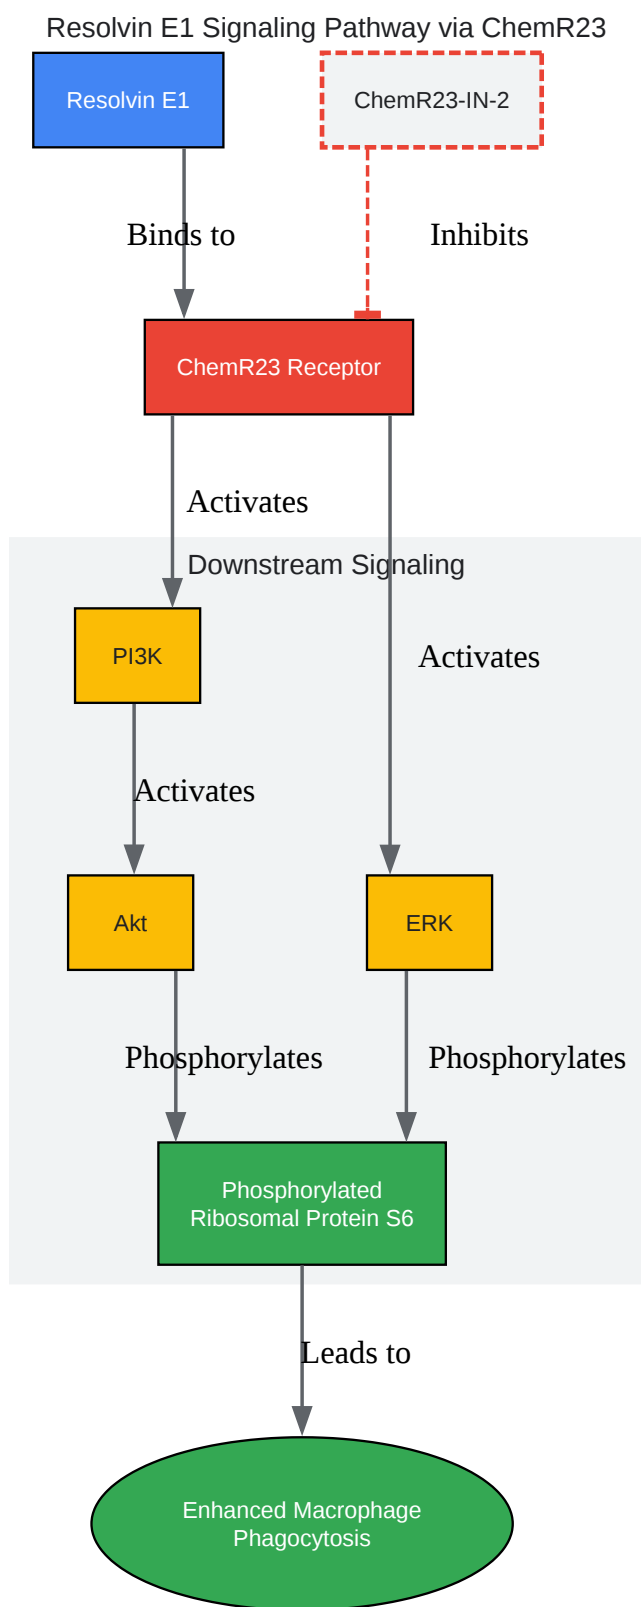 Resolvin E1 Signaling Pathway via ChemR23
Resolvin E1
ChemR23-IN-2
Binds to
Inhibits
ChemR23 Receptor
Activates
Downstream Signaling
PI3K
Activates
Activates
Akt
ERK
Phosphorylates
Phosphorylates
Phosphorylated
Ribosomal Protein S6
Leads to
Enhanced Macrophage
Phagocytosis